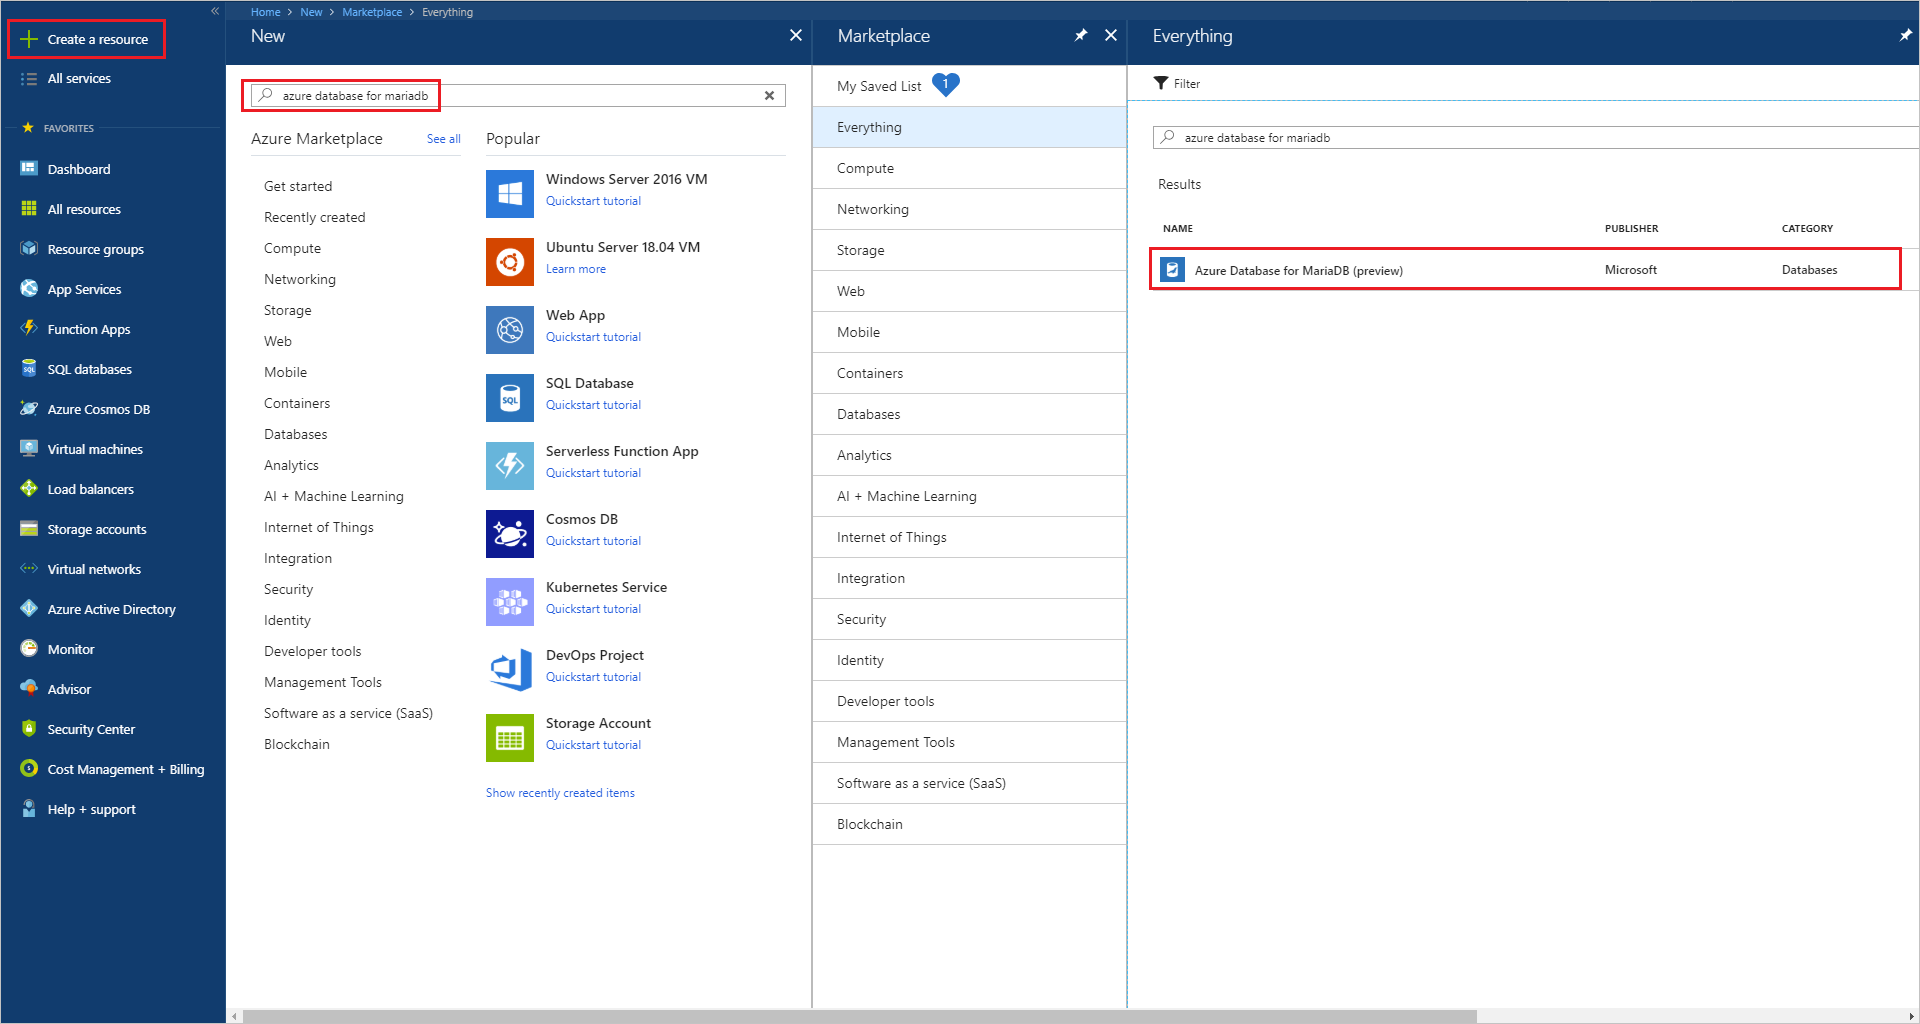 «
Create a resource
All services
FAVORITES
Dashboard
All resources
Resource groups
App Services
Function Apps
SQL databases
Azure Cosmos DB
Virtual machines
Load balancers
Storage accounts
Virtual networks
Azure Active Directory
Monitor
Advisor
Security Center
Cost Management + Billing
Help + support
Home > New > Marketplace > Everything
New
azure database for mariadb
Azure Marketplace
See all
Get started
Recently created
Compute
Networking
Storage
Web
Mobile
Containers
Databases
Analytics
AI + Machine Learning
Internet of Things
Integration
Security
Identity
Developer tools
Management Tools
Software as a service (SaaS)
Blockchain
Popular
Windows Server 2016 VM
Quickstart tutorial
Ubuntu Server 18.04 VM
Learn more
Web App
Quickstart tutorial
SQL
SQL Database
Quickstart tutorial
Serverless Function App
Quickstart tutorial
Cosmos DB
Quickstart tutorial
Kubernetes Service
Quickstart tutorial
DevOps Project
Quickstart tutorial
Storage Account
Quickstart tutorial
Show recently created items
Marketplace
My Saved List 1
Everything
Compute
Networking
Storage
Web
Mobile
Containers
Databases
Analytics
AI + Machine Learning
Internet of Things
Integration
Security
Identity
Developer tools
Management Tools
Software as a service (SaaS)
Blockchain
Everything
Filter
azure database for mariadb
Results
NAME PUBLISHER CATEGORY
Azure Database for MariaDB (preview) Microsoft Databases